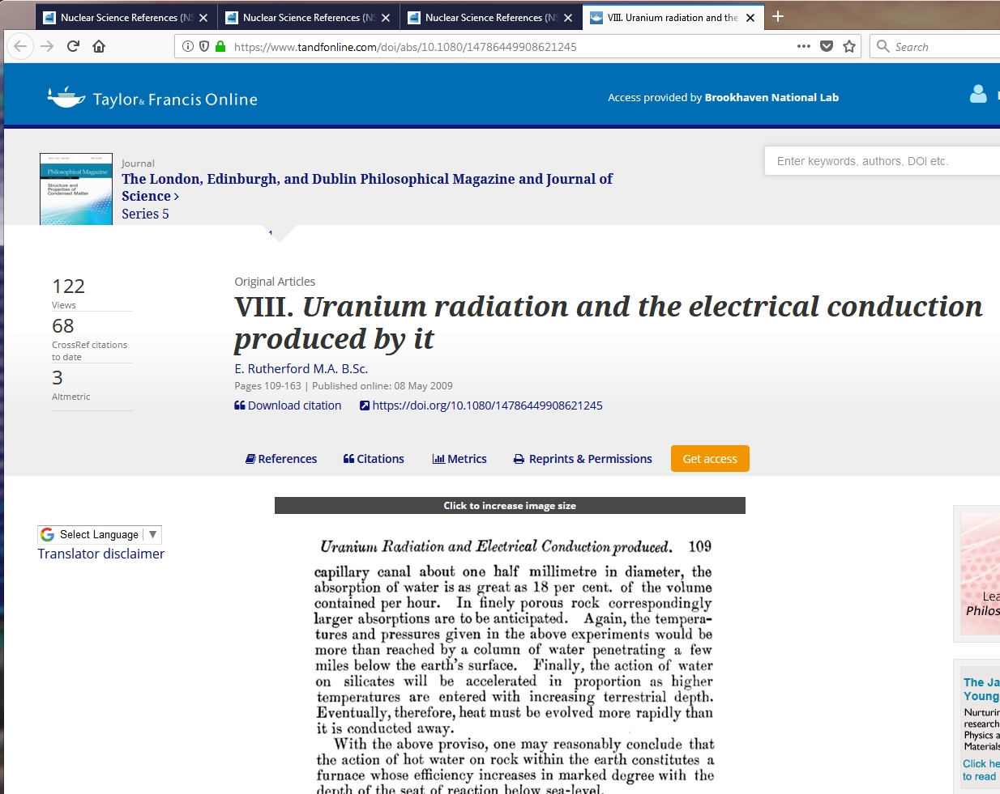 Nuclear Science References (NS
Nuclear Science References (NS
Nuclear Science References (NS
VIII. Uranium radiation and the
https://www.tandfonline.com/doi/abs/10.1080/14786449908621245
Search
Taylor & Francis Online
Access provided by Brookhaven National Lab
Philosophical Magazine
Structure and
Properties of
Condensed Matter
Journal
The London, Edinburgh, and Dublin Philosophical Magazine and Journal of
Science ›
Series 5
Enter keywords, authors, DOI etc.
1
122
Views
68
CrossRef citations
to date
3
Altmetric
Original Articles
VIII. Uranium radiation and the electrical conduction
produced by it
E. Rutherford M.A. B.Sc.
Pages 109-163 | Published online: 08 May 2009
Download citation https://doi.org/10.1080/14786449908621245
References Citations Metrics Reprints & Permissions Get access
Click to increase image size
Select Language
Translator disclaimer
Uranium Radiation and Electrical Conduction produced. 109
capillary canal about one half millimetre in diameter, the
absorption of water is as great as 18 per cent. of the volume
contained per hour. In finely porous rock correspondingly
larger absorptions are to be anticipated. Again, the tempera-
tures and pressures given in the above experiments would be
more than reached by a column of water penetrating a few
miles below the earth's surface. Finally, the action of water
on silicates will be accelerated in proportion as higher
temperatures are entered with increasing terrestrial depth.
Eventually, therefore, heat must be evolved more rapidly than
it is conducted away.
With the above proviso, one may reasonably conclude that
the action of hot water on rock within the earth constitutes a
furnace whose efficiency increases in marked degree with the
depth of the seat of reaction below sea-level.
Lea
Philos
The Ja
Young
Nurturin
research
Physics a
Materials
Click he
to read